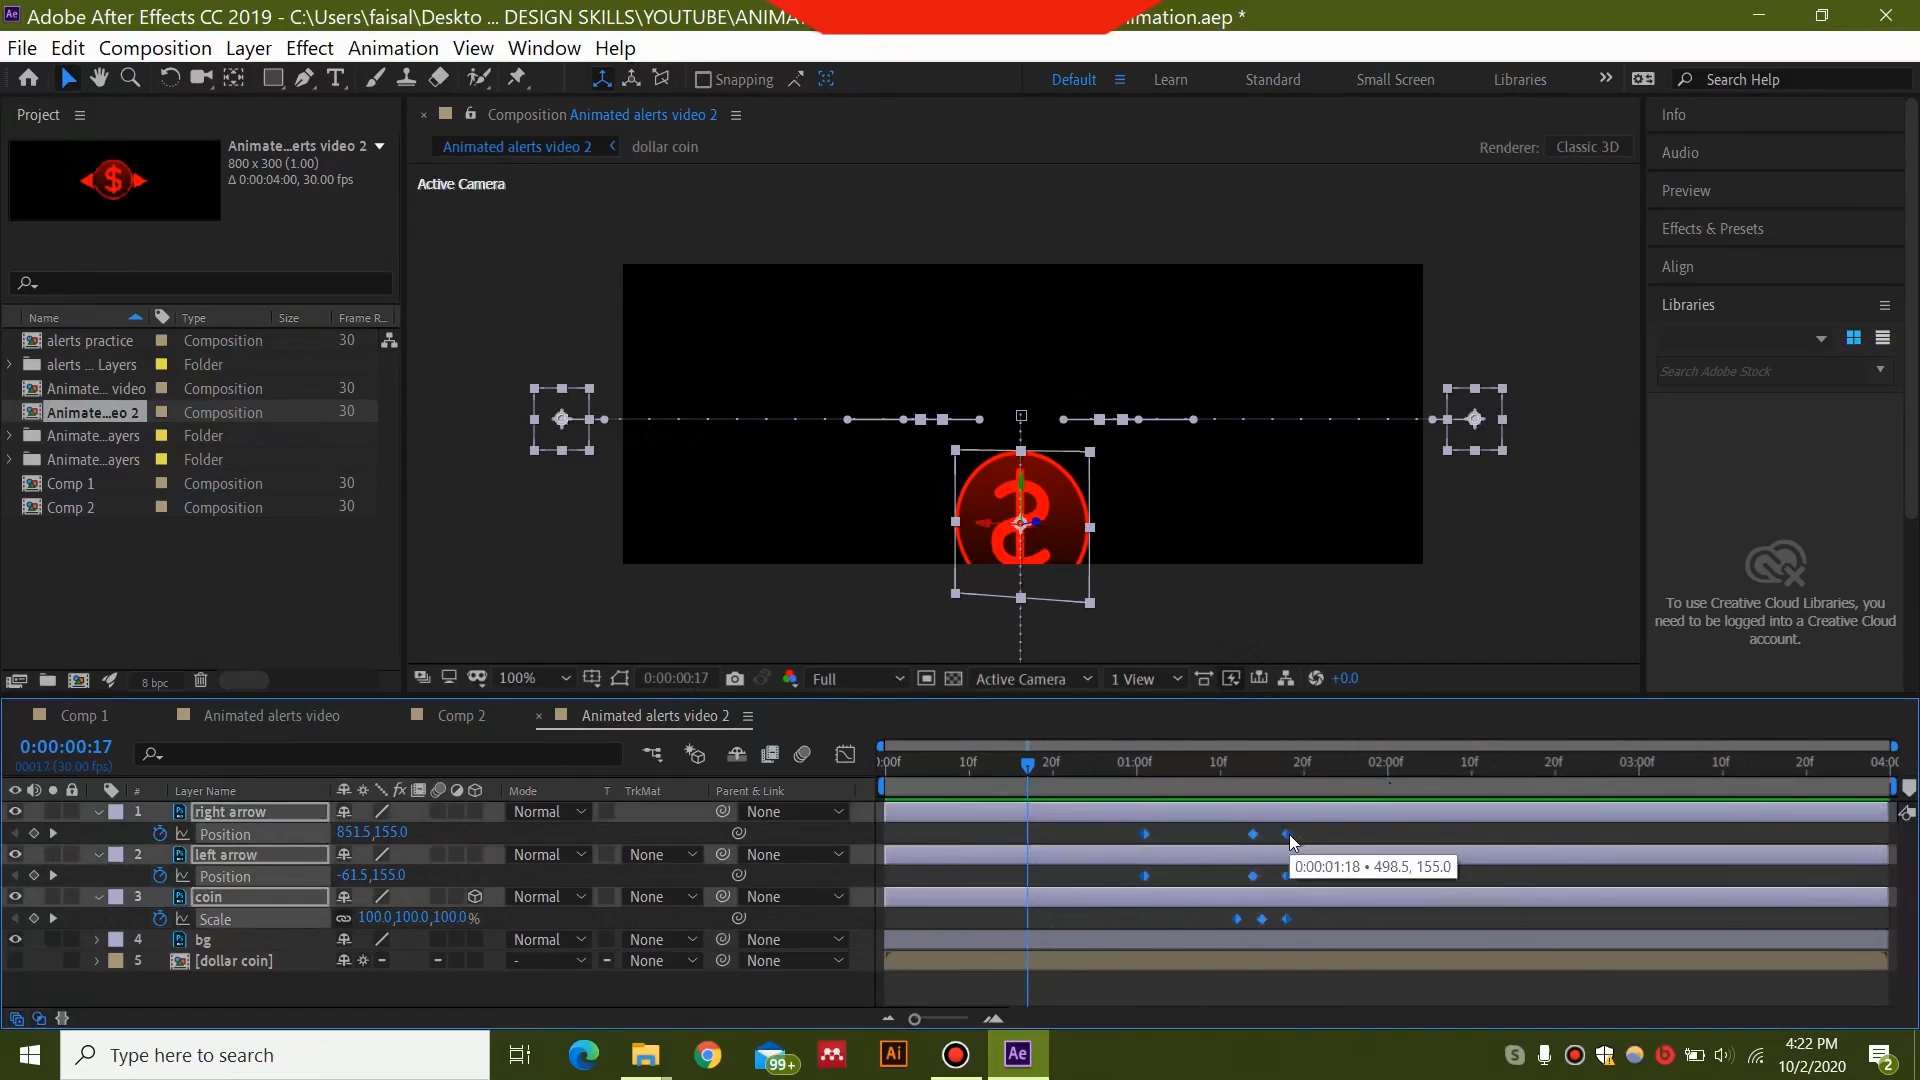 Adobe After Effects CC 2019 - C:\Users\faisal\Deskto ... DESIGN SKILLS\YOUTUBE\ANIMA
imation.aep *
File Edit Composition Layer Effect Animation View Window Help
Snapping
Default Learn Standard Small Screen Libraries
Search Help
Project
Animate...erts video 2
800 x 300 (1.00)
Δ 0:00:04:00, 30.00 fps
Name Type Size Frame R...
alerts practice Composition 30
alerts ... Layers Folder
Animate... video Composition 30
Animate...eo 2 Composition 30
Animate...ayers Folder
Animate...ayers Folder
Comp 1 Composition 30
Comp 2 Composition 30
8 bpc
Composition Animated alerts video 2
Animated alerts video 2 dollar coin
Renderer: Classic 3D
Active Camera
100% 0:00:00:17 Full Active Camera 1 View +0.0
Info
Audio
Preview
Effects & Presets
Align
Libraries
Search Adobe Stock
To use Creative Cloud Libraries, you
need to be logged into a Creative Cloud
account.
Comp 1 Animated alerts video Comp 2 Animated alerts video 2
0:00:00:17
00017 (30.00 fps)
:00f 10f 20f 01:00f 10f 20f 02:00f 10f 20f 03:00f 10f 20f 04:00
# Layer Name Mode T TrkMat Parent & Link
1 right arrow Normal None
Position 851.5,155.0
2 left arrow Normal None None
Position -61.5,155.0
3 coin Normal None None
Scale 100.0,100.0,100.0%
4 bg Normal None None
5 [dollar coin] - None None
0:00:01:18 • 498.5, 155.0
Type here to search
99+
Ai
Ae
4:22 PM
10/2/2020
2